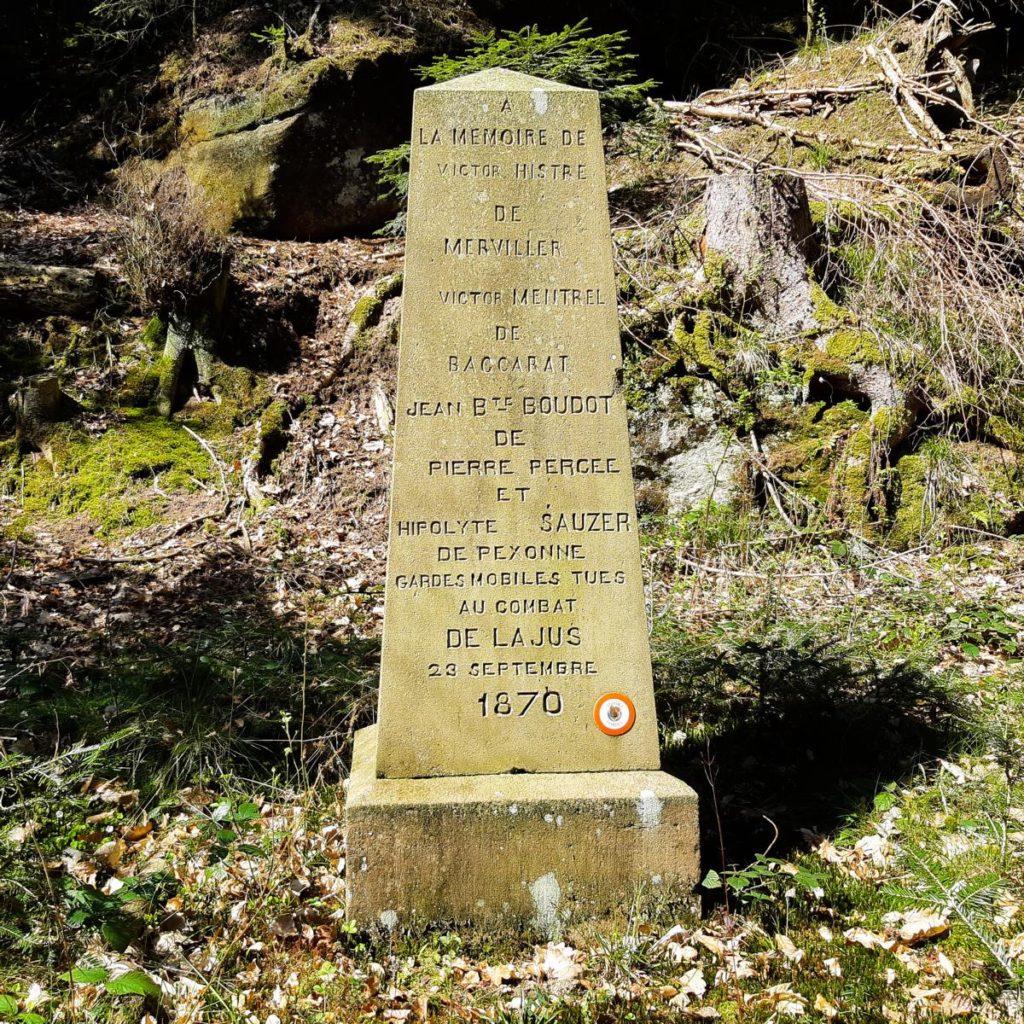 A
LA MEMOIRE DE
VICTOR HISTRE
DE
MERVILLER
VICTOR MENTREL
DE
BACCARAT
JEAN BTE BOUDOT
DE
PIERRE PERCEE
ET
HIPOLYTE SAUZER
DE PEXONNE
GARDES MOBILES TUES
AU COMBAT
DE LAJUS
23 SEPTEMBRE
1870